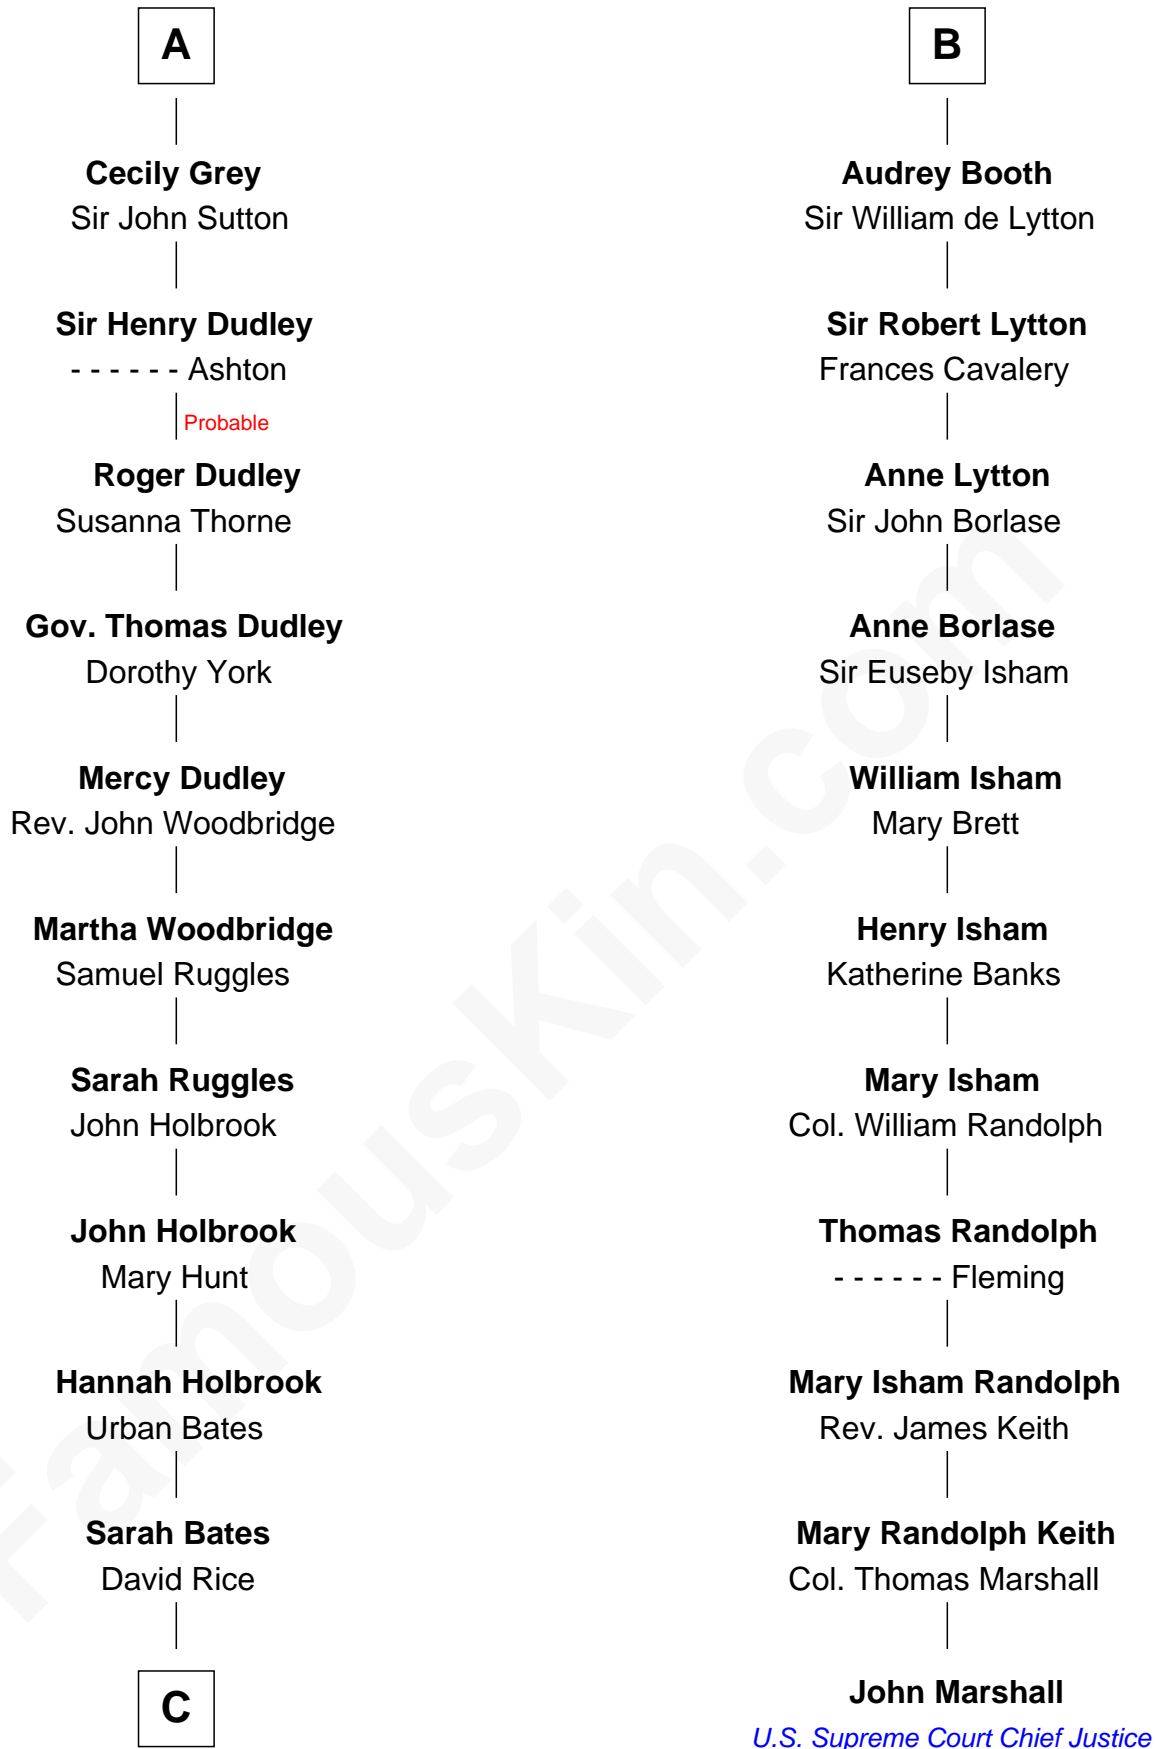 A
Cecily Grey
Sir John Sutton
Sir Henry Dudley
- - - - - - Ashton
Probable
Roger Dudley
Susanna Thorne
Gov. Thomas Dudley
Dorothy York
Mercy Dudley
Rev. John Woodbridge
Martha Woodbridge
Samuel Ruggles
Sarah Ruggles
John Holbrook
John Holbrook
Mary Hunt
Hannah Holbrook
Urban Bates
Sarah Bates
David Rice
C
B
Audrey Booth
Sir William de Lytton
Sir Robert Lytton
Frances Cavalery
Anne Lytton
Sir John Borlase
Anne Borlase
Sir Euseby Isham
William Isham
Mary Brett
Henry Isham
Katherine Banks
Mary Isham
Col. William Randolph
Thomas Randolph
- - - - - - Fleming
Mary Isham Randolph
Rev. James Keith
Mary Randolph Keith
Col. Thomas Marshall
John Marshall
U.S. Supreme Court Chief Justice
FamousKin.com